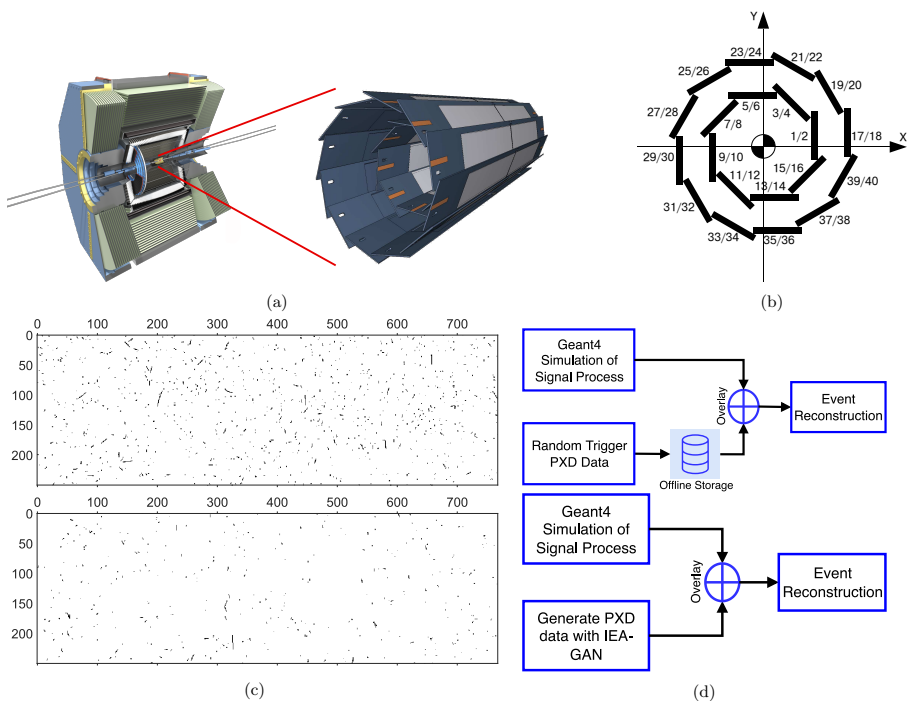 Y
23/24
21/22
25/26
19/20
5/6
3/4
27/28
7/8
1/2
17/18
X
29/30
9/10
15/16
11/12
39/40
13/14
31/32
37/38
33/34
35/36
(a)
(b)
0 100 200 300 400 500 600 700
0
50
100
150
200
0 100 200 300 400 500 600 700
0
50
100
150
200
(c)
Geant4
Simulation of
Signal Process
Overlay
Event
Reconstruction
Random Trigger
PXD Data
Offline Storage
Geant4
Simulation of
Signal Process
Overlay
Event
Reconstruction
Generate PXD
data with IEA-
GAN
(d)